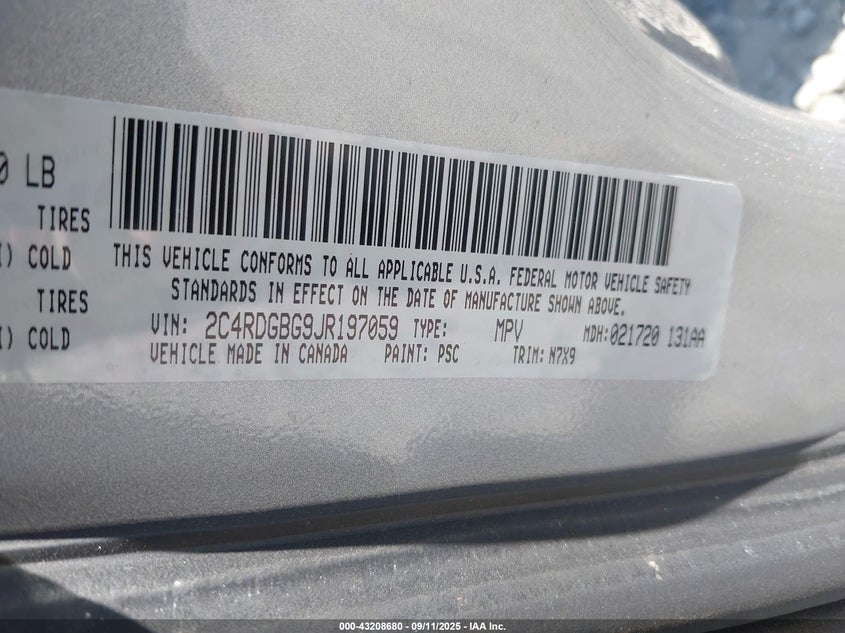 0 LB
TIRES
) COLD
TIRES
) COLD
THIS VEHICLE CONFORMS TO ALL APPLICABLE U.S.A. FEDERAL MOTOR VEHICLE SAFETY
STANDARDS IN EFFECT ON THE DATE OF MANUFACTURE SHOWN ABOVE.
VIN: 2C4RDGBG9JR197059 TYPE: MPV MDH:021720 131AA
VEHICLE MADE IN CANADA PAINT: PSC TRIM: N7X9
000-43208680 - 09/11/2025 - IAA Inc.